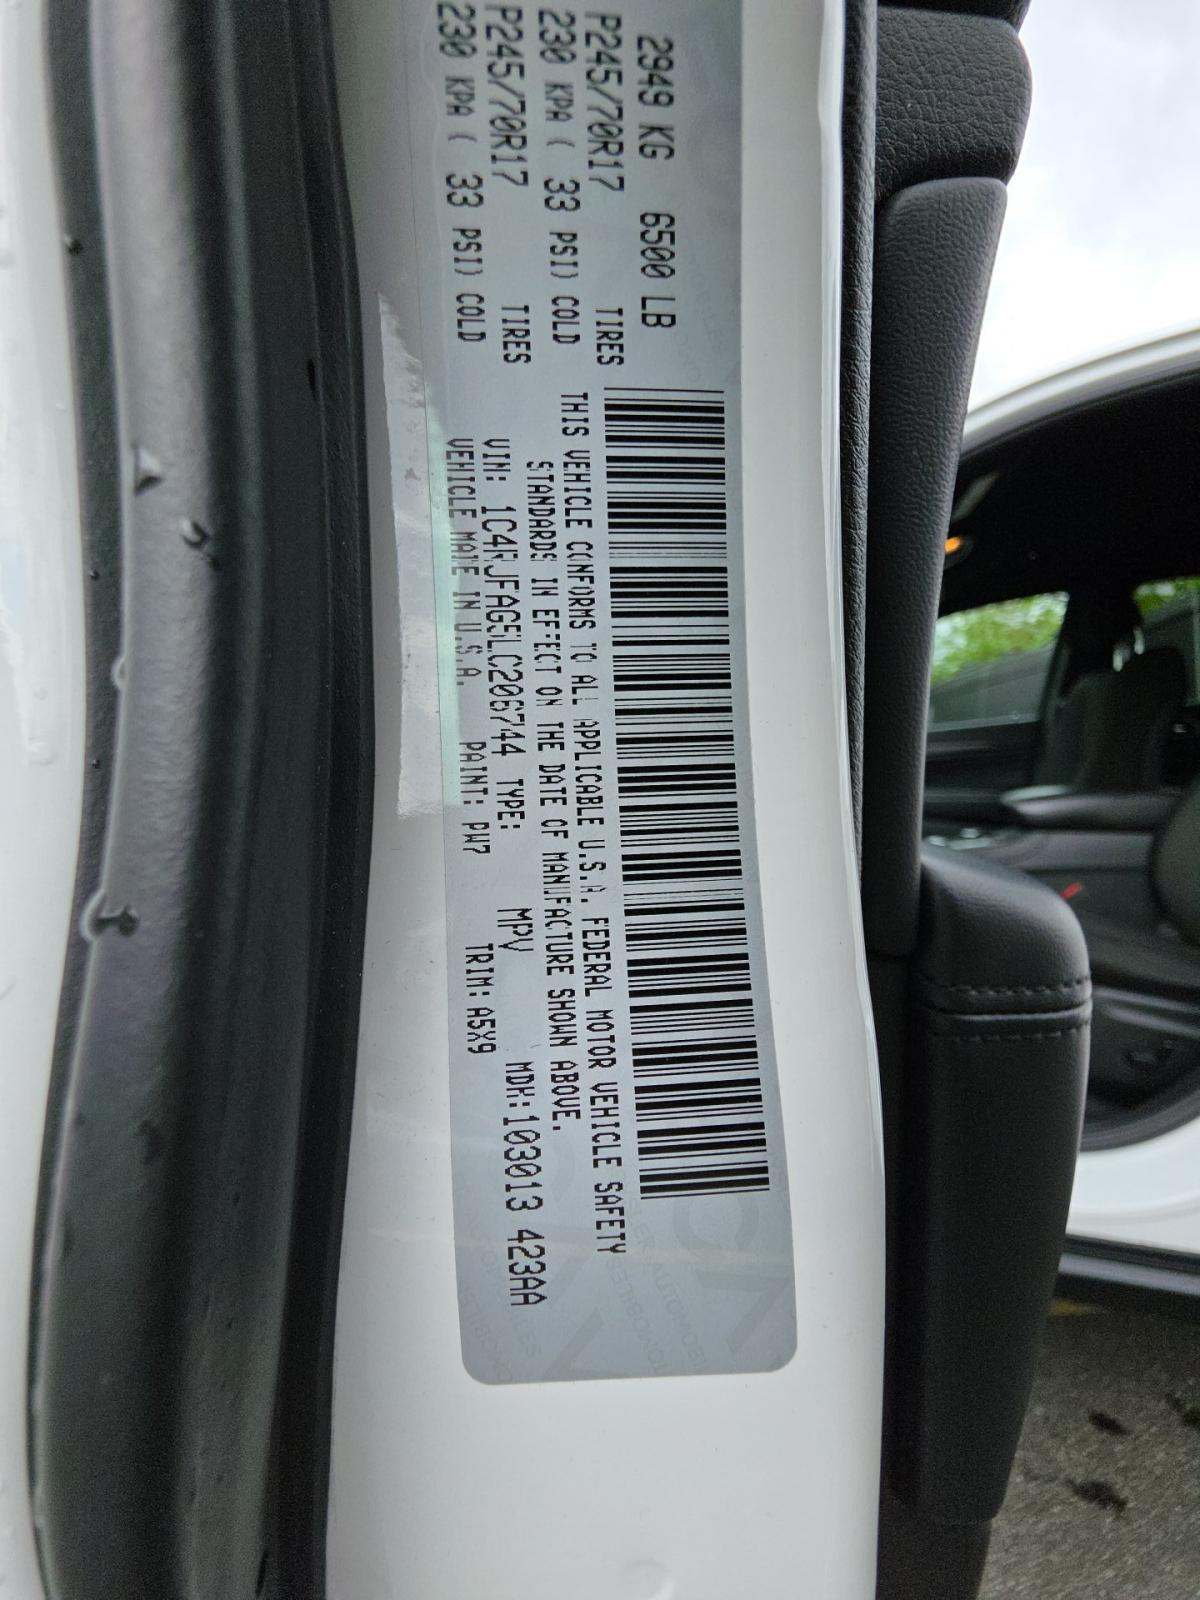 2949 KG 6500 LB
P245/70R17 TIRES
230 KPA ( 33 PSI) COLD
P245/70R17 TIRES
230 KPA ( 33 PSI) COLD
THIS VEHICLE CONFORMS TO ALL APPLICABLE U.S.A. FEDERAL MOTOR VEHICLE SAFETY
STANDARDS IN EFFECT ON THE DATE OF MANUFACTURE SHOWN ABOVE.
VIN: 1C4RJFAG5LC206744 TYPE: MPV MDH:103013 423AA
VEHICLE MADE IN U.S.A. PAINT: PW7 TRIM: A5X9